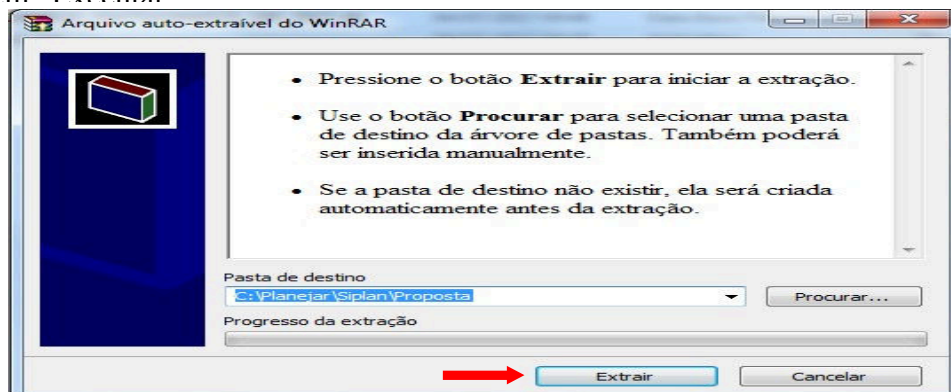 Arquivo auto-extraível do WinRAR
Pressione o botão Extrair para iniciar a extração.
Use o botão Procurar para selecionar uma pasta
de destino da árvore de pastas. Também poderá
ser inserida manualmente.
Se a pasta de destino não existir, ela será criada
automaticamente antes da extração.
Pasta de destino
C:\Planejar\Siplan\Proposta
Procurar...
Progresso da extração
Extrair
Cancelar